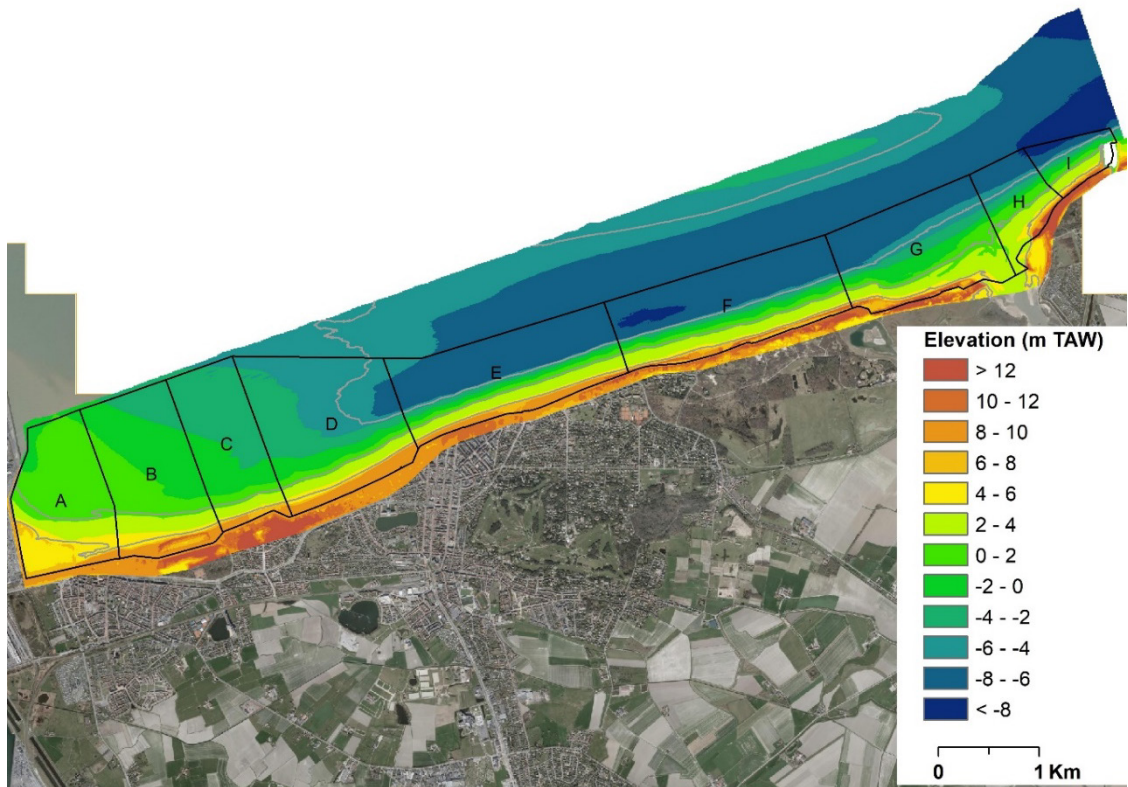 I
H
G
F
E
D
C
B
A
Elevation (m TAW)
> 12
10 - 12
8 - 10
6 - 8
4 - 6
2 - 4
0 - 2
-2 - 0
-4 - -2
-6 - -4
-8 - -6
< -8
0 1 Km